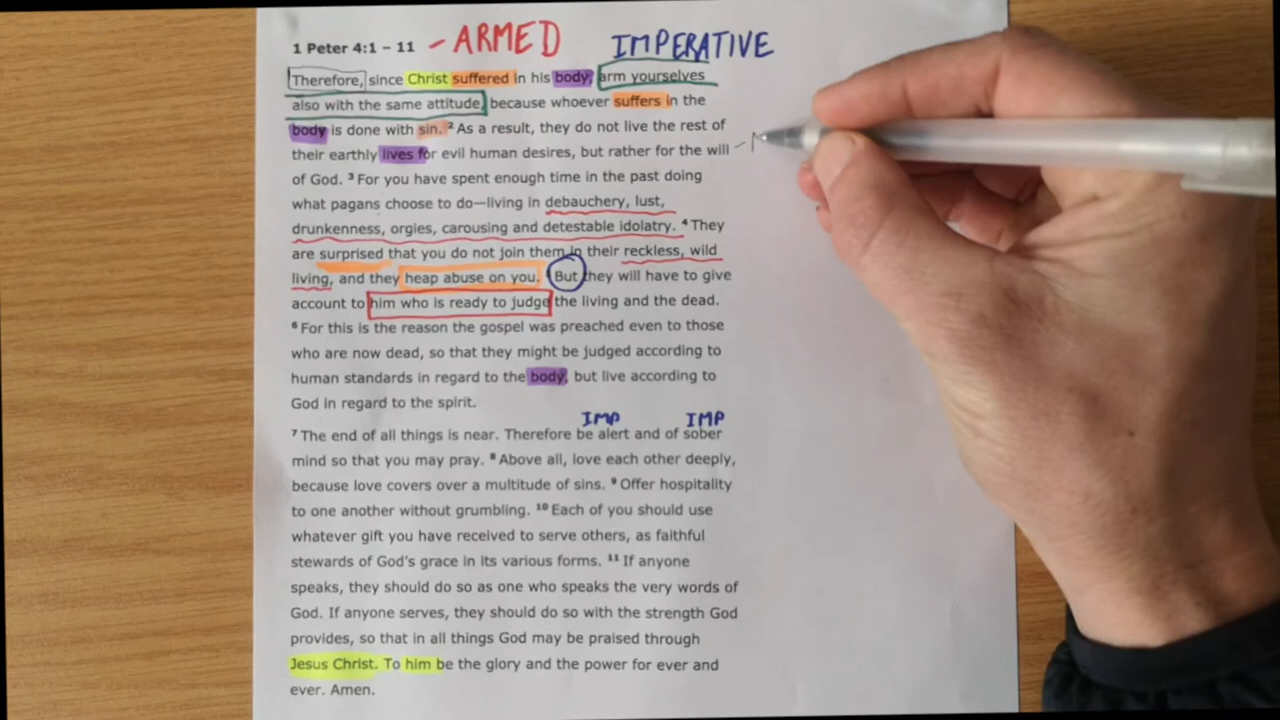 1 Peter 4:1 – 11 - ARMED IMPERATIVE
Therefore, since Christ suffered in his body, arm yourselves
also with the same attitude, because whoever suffers in the
body is done with sin. ² As a result, they do not live the rest of
their earthly lives for evil human desires, but rather for the will
of God. ³ For you have spent enough time in the past doing
what pagans choose to do—living in debauchery, lust,
drunkenness, orgies, carousing and detestable idolatry. ⁴ They
are surprised that you do not join them in their reckless, wild
living, and they heap abuse on you. But they will have to give
account to him who is ready to judge the living and the dead.
⁶ For this is the reason the gospel was preached even to those
who are now dead, so that they might be judged according to
human standards in regard to the body, but live according to
God in regard to the spirit.
IMP IMP
⁷ The end of all things is near. Therefore be alert and of sober
mind so that you may pray. ⁸ Above all, love each other deeply,
because love covers over a multitude of sins. ⁹ Offer hospitality
to one another without grumbling. ¹⁰ Each of you should use
whatever gift you have received to serve others, as faithful
stewards of God's grace in its various forms. ¹¹ If anyone
speaks, they should do so as one who speaks the very words of
God. If anyone serves, they should do so with the strength God
provides, so that in all things God may be praised through
Jesus Christ. To him be the glory and the power for ever and
ever. Amen.